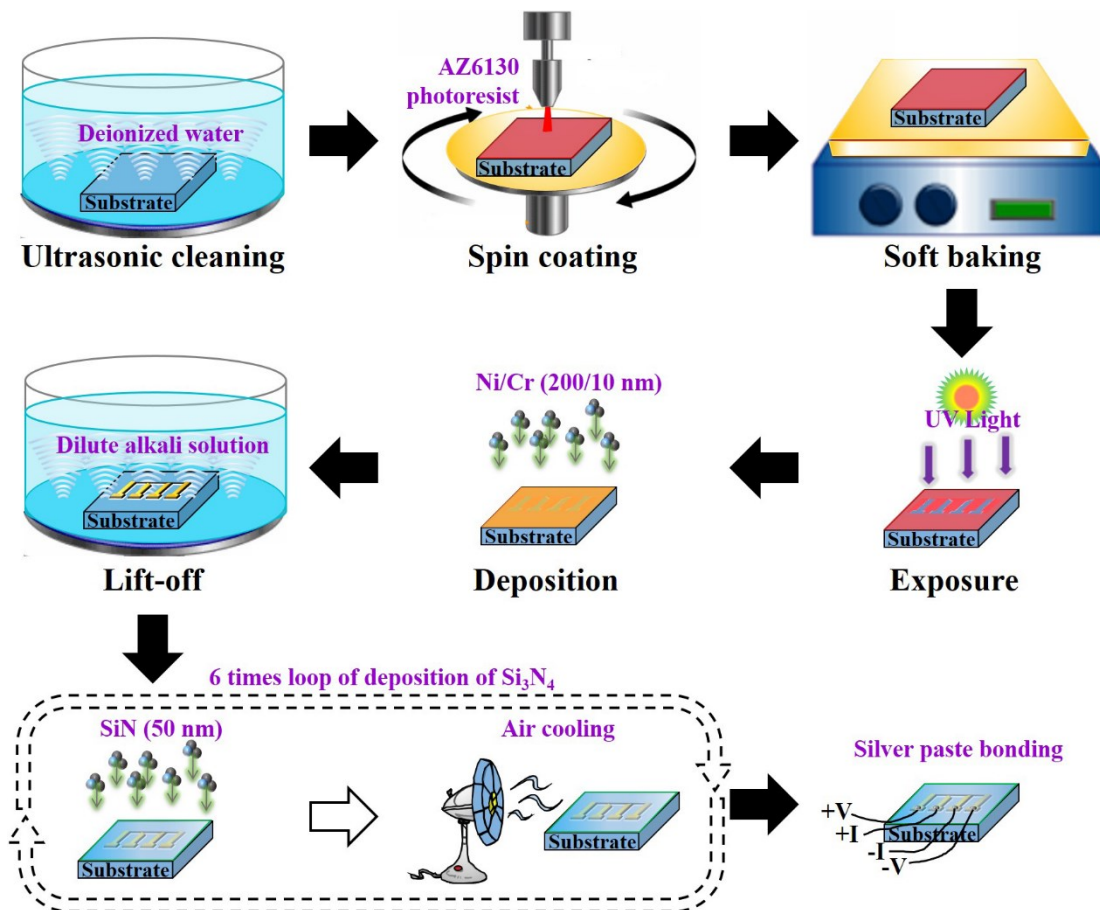 Deionized water
Substrate
Ultrasonic cleaning
AZ6130
photoresist
Substrate
Spin coating
Substrate
Soft baking
UV Light
Substrate
Exposure
Ni/Cr (200/10 nm)
Substrate
Deposition
Dilute alkali solution
Substrate
Lift-off
6 times loop of deposition of Si₃N₄
SiN (50 nm)
Substrate
Air cooling
Substrate
Silver paste bonding
+V
+I
Substrate
-I
-V